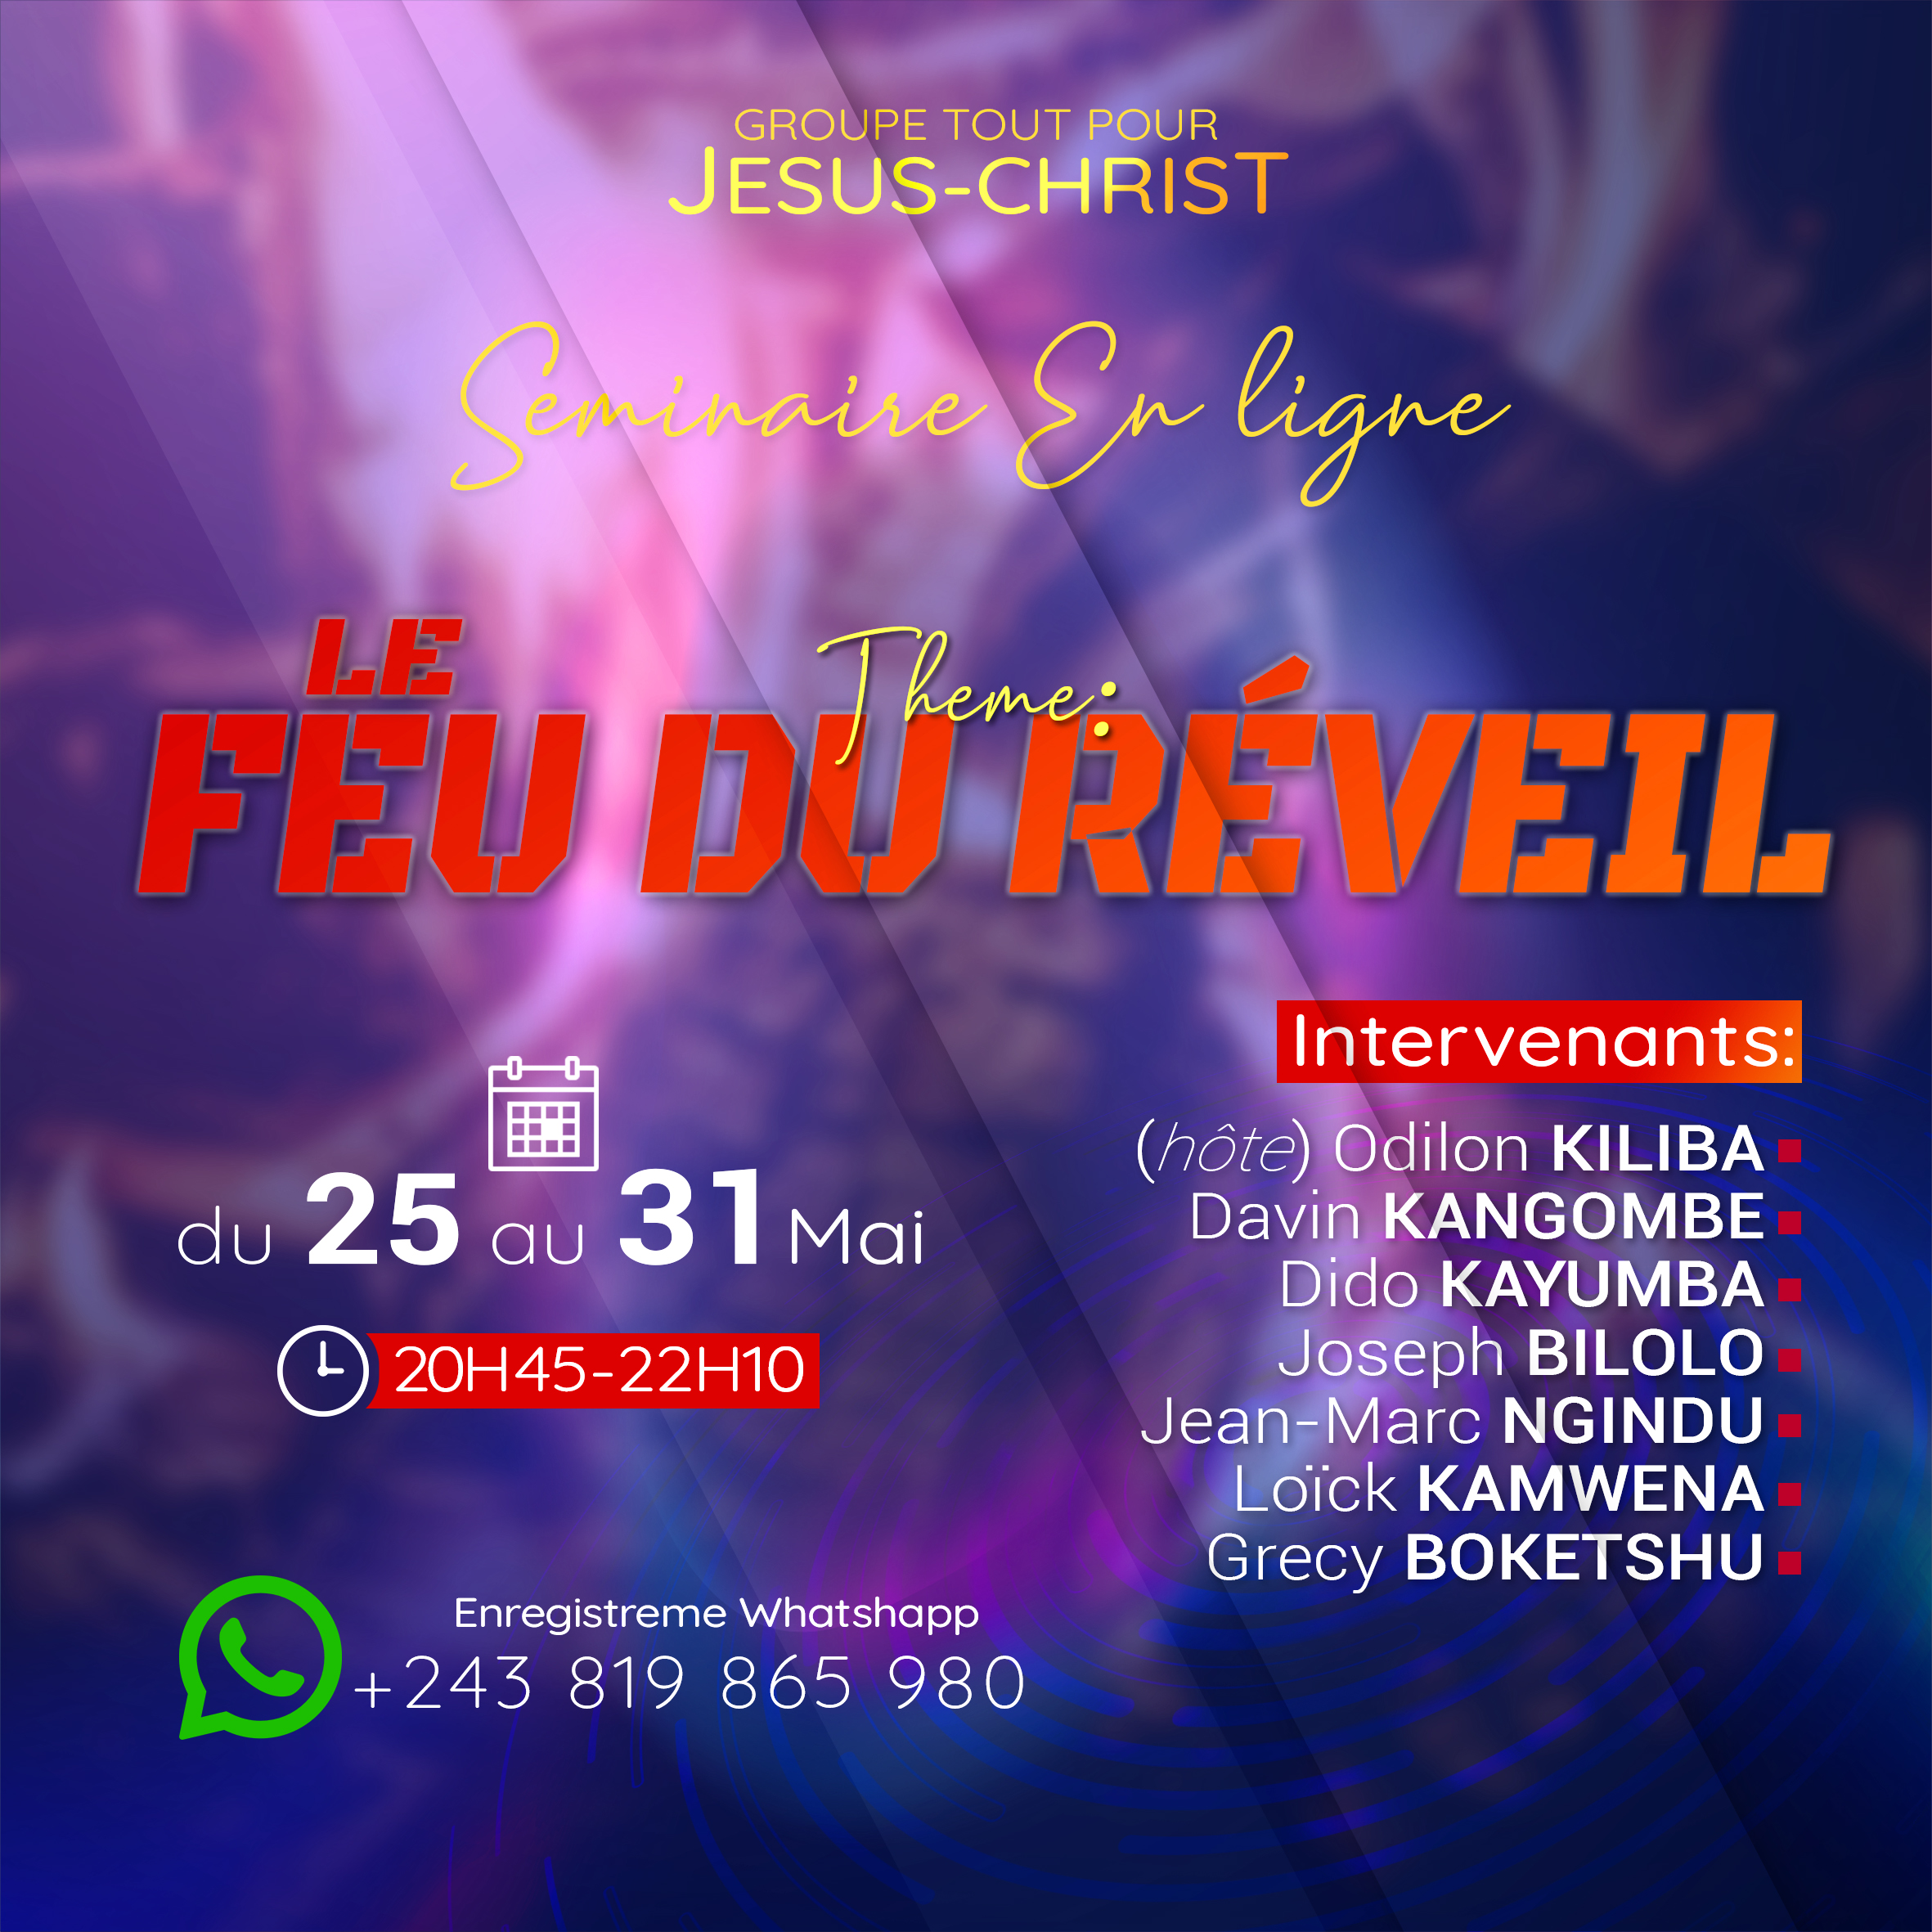 GROUPE TOUT POUR
JESUS-CHRIST
Seminaire En ligne
Theme:
LE
FEU DU RÉVEIL
du 25 au 31 Mai
20H45-22H10
Intervenants:
(hôte) Odilon KILIBA
Davin KANGOMBE
Dido KAYUMBA
Joseph BILOLO
Jean-Marc NGINDU
Loïck KAMWENA
Grecy BOKETSHU
Enregistreme Whatshapp
+243 819 865 980